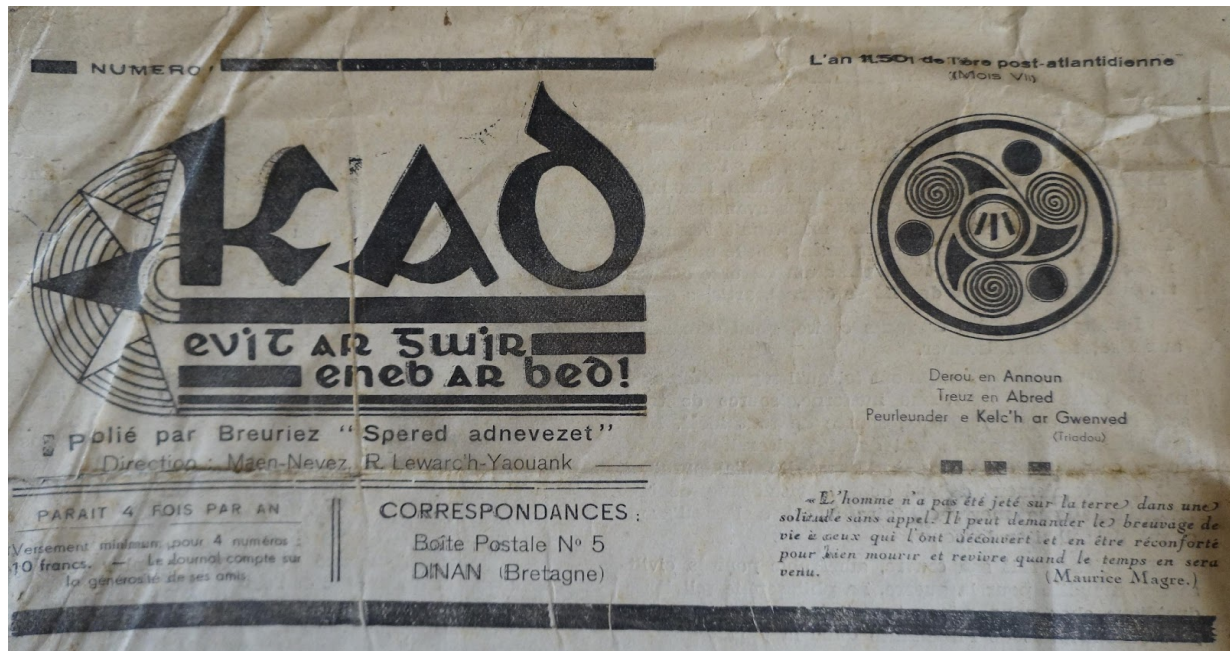 NUMERO
L'an 11.501 de l'ère post-atlantidienne
(Mois VII)
KAD
evit AR Gwir
eneb AR bed!
Publié par Breuriez "Spered adnevezet"
Direction : Maen-Nevez, R. Lewarc'h-Yaouank
PARAIT 4 FOIS PAR AN
Versement minimum pour 4 numéros :
10 francs. — Le Journal compte sur
la générosité de ses amis
CORRESPONDANCES :
Boîte Postale N° 5
DINAN (Bretagne)
Derou en Announ
Treuz en Abred
Peurleunder e Kelc'h ar Gwenved
(Triadou)
« L'homme n'a pas été jeté sur la terre dans une
solitude sans appel. Il peut demander le breuvage de
vie à ceux qui l'ont découvert et en être réconforté
pour bien mourir et revivre quand le temps en sera
venu. (Maurice Magre.)